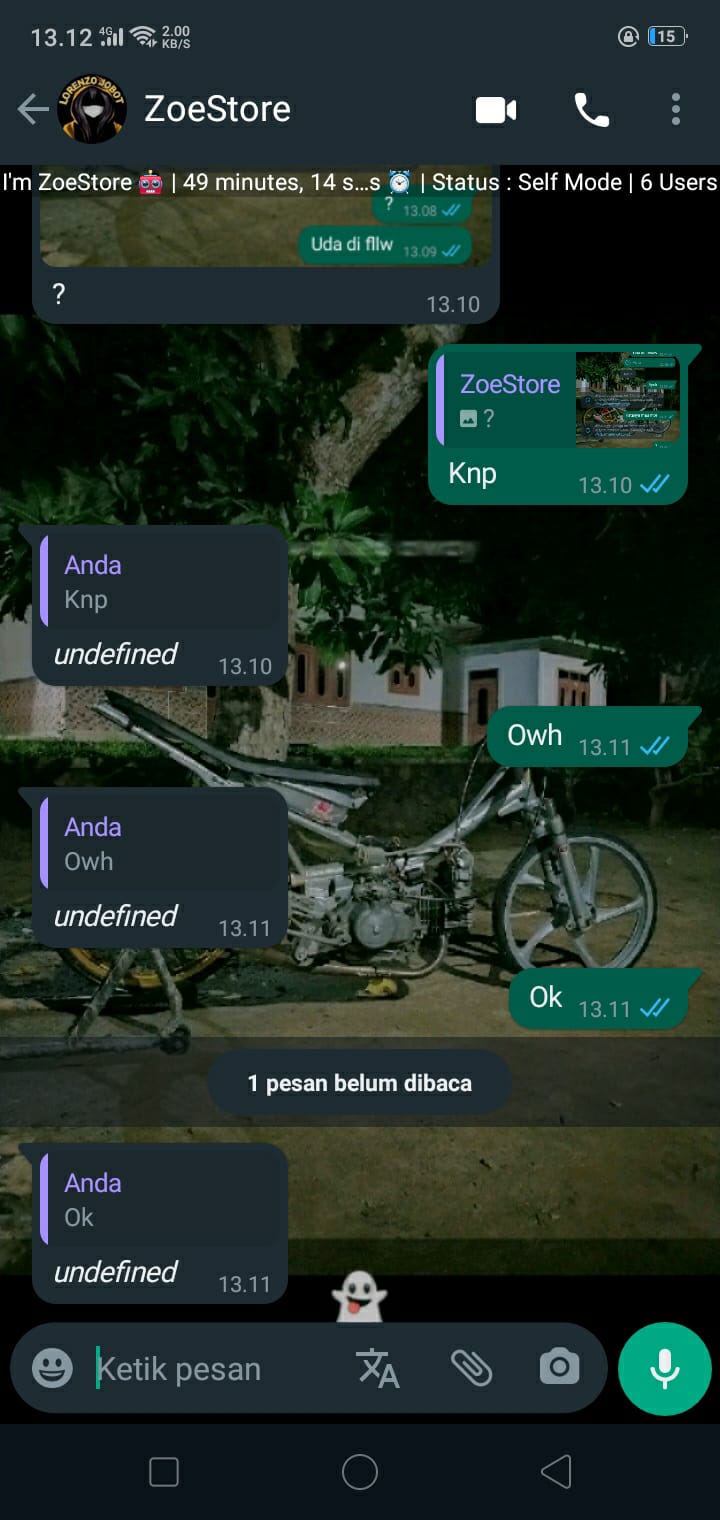 13.12 4G 2.00
KB/S 15
LORENZO BOBOT
ZoeStore
I'm ZoeStore 🤖 | 49 minutes, 14 s...s ⏰ | Status : Self Mode | 6 Users
? 13.08
Uda di fllw 13.09
?
13.10
ZoeStore
?
Knp 13.10
Anda
Knp
undefined 13.10
Owh 13.11
Anda
Owh
undefined 13.11
Ok 13.11
1 pesan belum dibaca
Anda
Ok
undefined 13.11
Ketik pesan